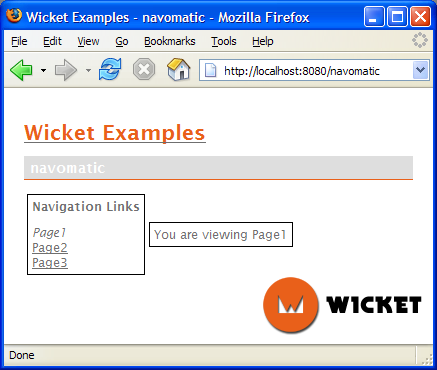 Wicket Examples - navomatic - Mozilla Firefox
File Edit View Go Bookmarks Tools Help
http://localhost:8080/navomatic
Wicket Examples
navomatic
Navigation Links
Page1
Page2
Page3
You are viewing Page1
W WICKET
Done